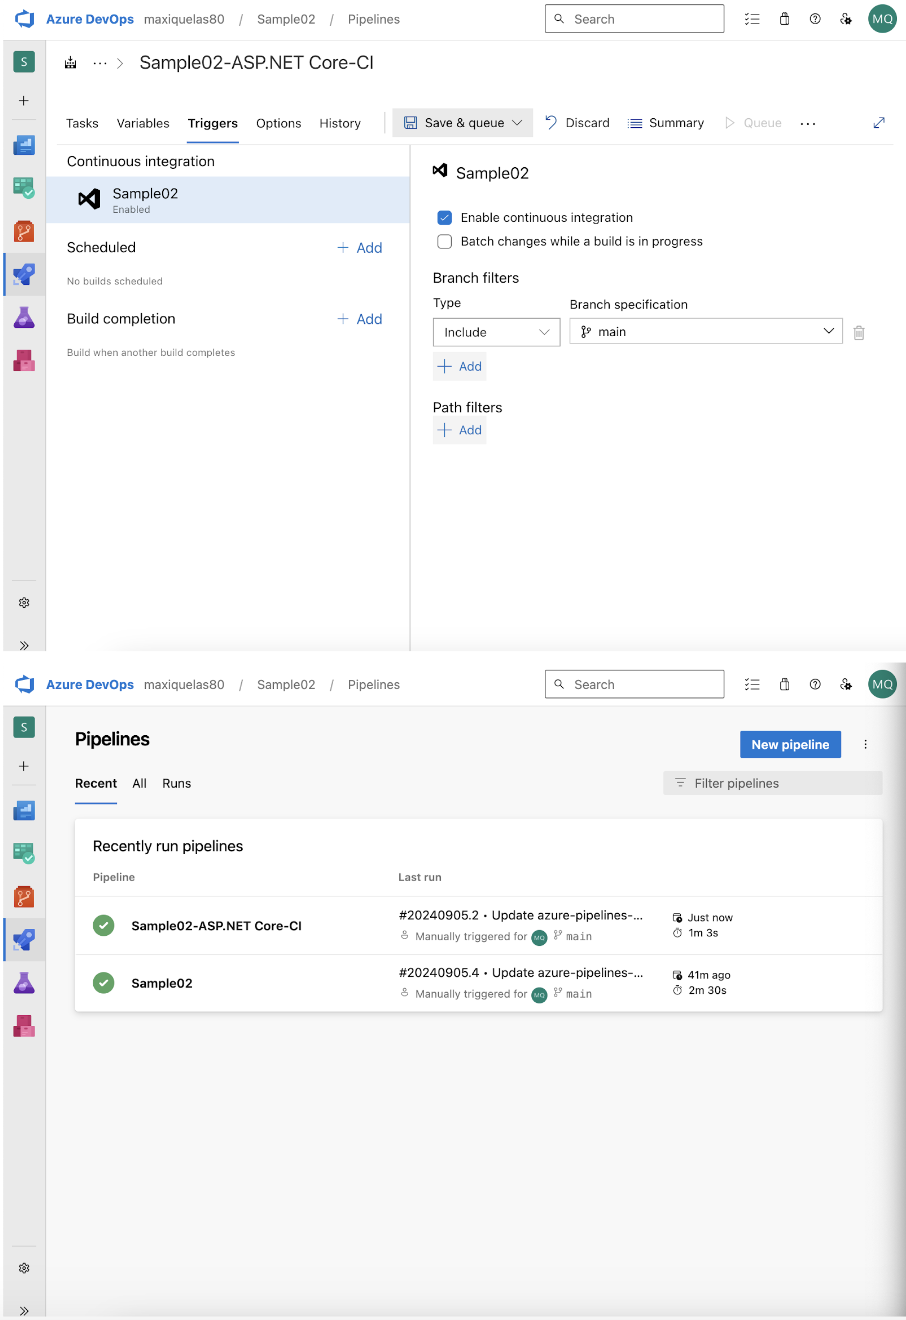 Azure DevOps maxiquelas80 / Sample02 / Pipelines Search MQ
S ... > Sample02-ASP.NET Core-CI
Tasks Variables Triggers Options History Save & queue Discard Summary Queue ...
Continuous integration
Sample02
Enabled
Scheduled + Add
No builds scheduled
Build completion + Add
Build when another build completes
Sample02
Enable continuous integration
Batch changes while a build is in progress
Branch filters
Type Branch specification
Include main
+ Add
Path filters
+ Add
Azure DevOps maxiquelas80 / Sample02 / Pipelines Search MQ
S
Pipelines New pipeline
Recent All Runs Filter pipelines
Recently run pipelines
Pipeline Last run
Sample02-ASP.NET Core-CI #20240905.2 • Update azure-pipelines-... Just now
Manually triggered for MQ main 1m 3s
Sample02 #20240905.4 • Update azure-pipelines-... 41m ago
Manually triggered for MQ main 2m 30s